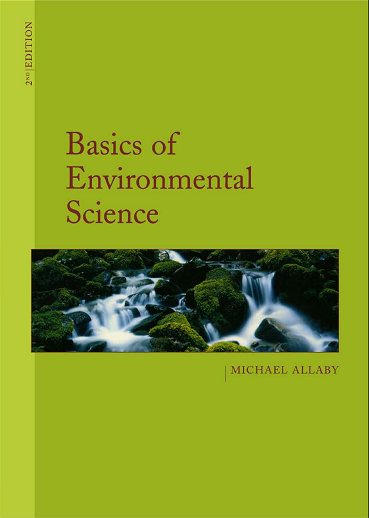 2ND EDITION
Basics of
Environmental
Science
MICHAEL ALLABY